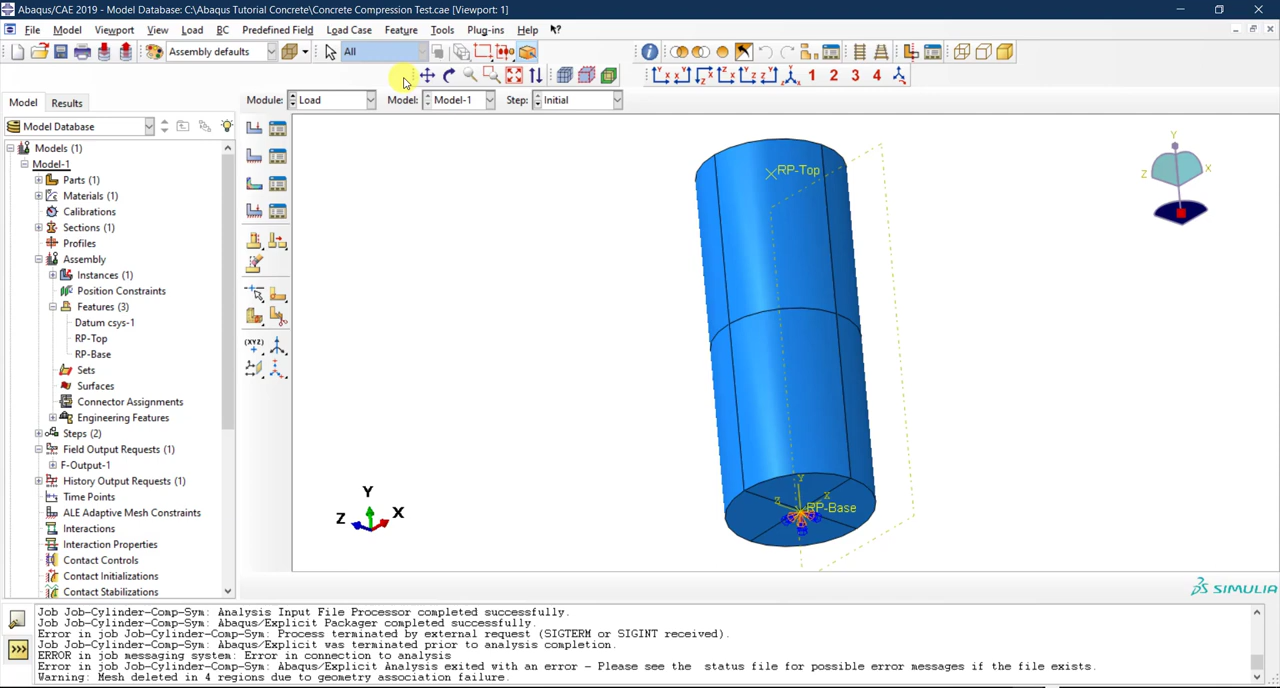 Abaqus/CAE 2019 - Model Database: C:\Abaqus Tutorial Concrete\Concrete Compression Test.cae [Viewport: 1]
File Model Viewport View Load BC Predefined Field Load Case Feature Tools Plug-ins Help
Assembly defaults All
1 2 3 4
Model Results Module: Load Model: Model-1 Step: Initial
Model Database
Models (1)
Model-1
Parts (1)
Materials (1)
Calibrations
Sections (1)
Profiles
Assembly
Instances (1)
Position Constraints
Features (3)
Datum csys-1
RP-Top
RP-Base
Sets
Surfaces
Connector Assignments
Engineering Features
Steps (2)
Field Output Requests (1)
F-Output-1
History Output Requests (1)
Time Points
ALE Adaptive Mesh Constraints
Interactions
Interaction Properties
Contact Controls
Contact Initializations
Contact Stabilizations
(XYZ)
RP-Top
Y
Z X
Y
Z X
RP-Base
Y
Z X
SIMULIA
Job Job-Cylinder-Comp-Sym: Analysis Input File Processor completed successfully.
Job Job-Cylinder-Comp-Sym: Abaqus/Explicit Packager completed successfully.
Error in job Job-Cylinder-Comp-Sym: Process terminated by external request (SIGTERM or SIGINT received).
Job Job-Cylinder-Comp-Sym: Abaqus/Explicit was terminated prior to analysis completion.
ERROR in job messaging system: Error in connection to analysis
Error in job Job-Cylinder-Comp-Sym: Abaqus/Explicit Analysis exited with an error - Please see the status file for possible error messages if the file exists.
Warning: Mesh deleted in 4 regions due to geometry association failure.